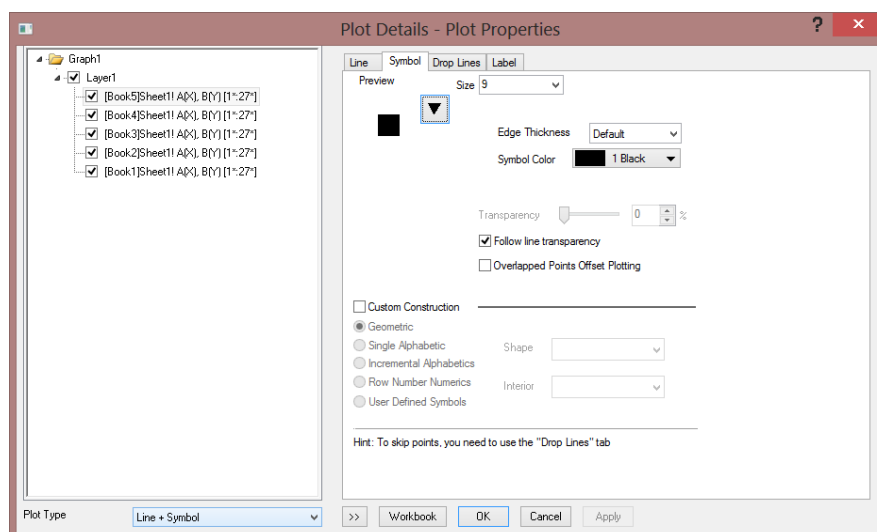 Plot Details - Plot Properties
?
Graph1
Layer1
[Book5]Sheet1! A(X), B(Y) [1*:27*]
[Book4]Sheet1! A(X), B(Y) [1*:27*]
[Book3]Sheet1! A(X), B(Y) [1*:27*]
[Book2]Sheet1! A(X), B(Y) [1*:27*]
[Book1]Sheet1! A(X), B(Y) [1*:27*]
Plot Type Line + Symbol
Line Symbol Drop Lines Label
Preview Size 9
Edge Thickness Default
Symbol Color 1 Black
Transparency 0 %
Follow line transparency
Overlapped Points Offset Plotting
Custom Construction
Geometric
Single Alphabetic Shape
Incremental Alphabetics
Row Number Numerics Interior
User Defined Symbols
Hint: To skip points, you need to use the "Drop Lines" tab
>> Workbook OK Cancel Apply